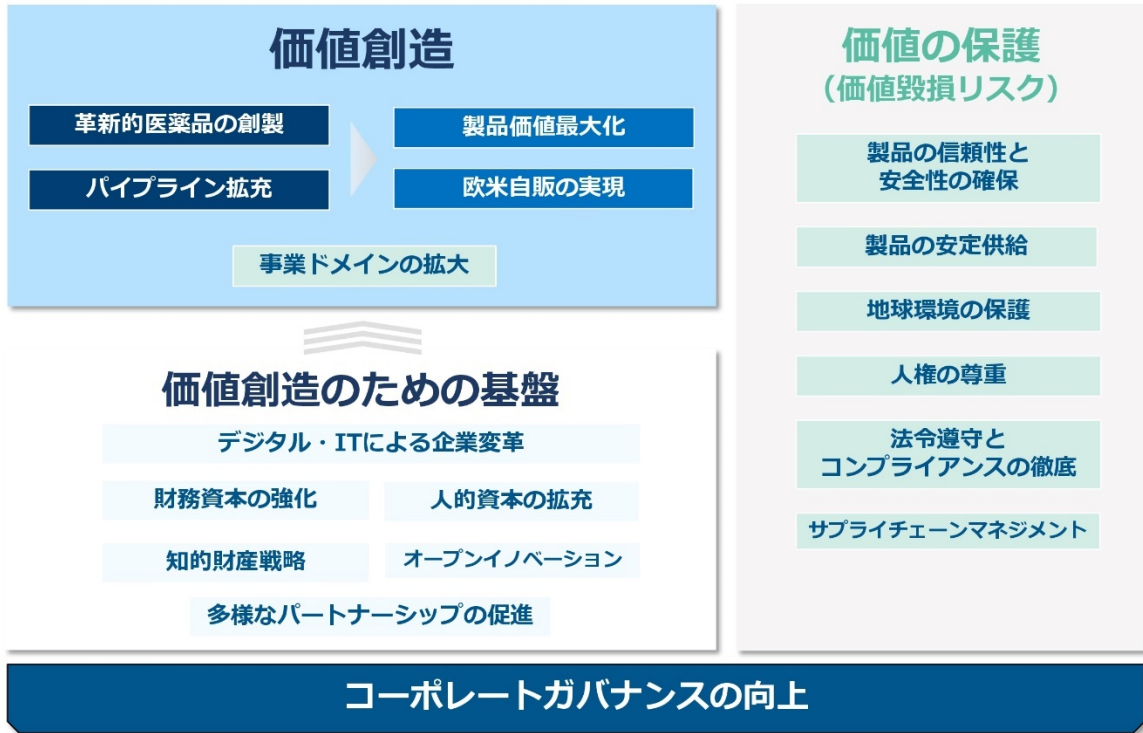 価値創造
革新的医薬品の創製
製品価値最大化
パイプライン拡充
欧米自販の実現
事業ドメインの拡大
価値創造のための基盤
デジタル・ITによる企業変革
財務資本の強化
人的資本の拡充
知的財産戦略
オープンイノベーション
多様なパートナーシップの促進
価値の保護
（価値毀損リスク）
製品の信頼性と
安全性の確保
製品の安定供給
地球環境の保護
人権の尊重
法令遵守と
コンプライアンスの徹底
サプライチェーンマネジメント
コーポレートガバナンスの向上